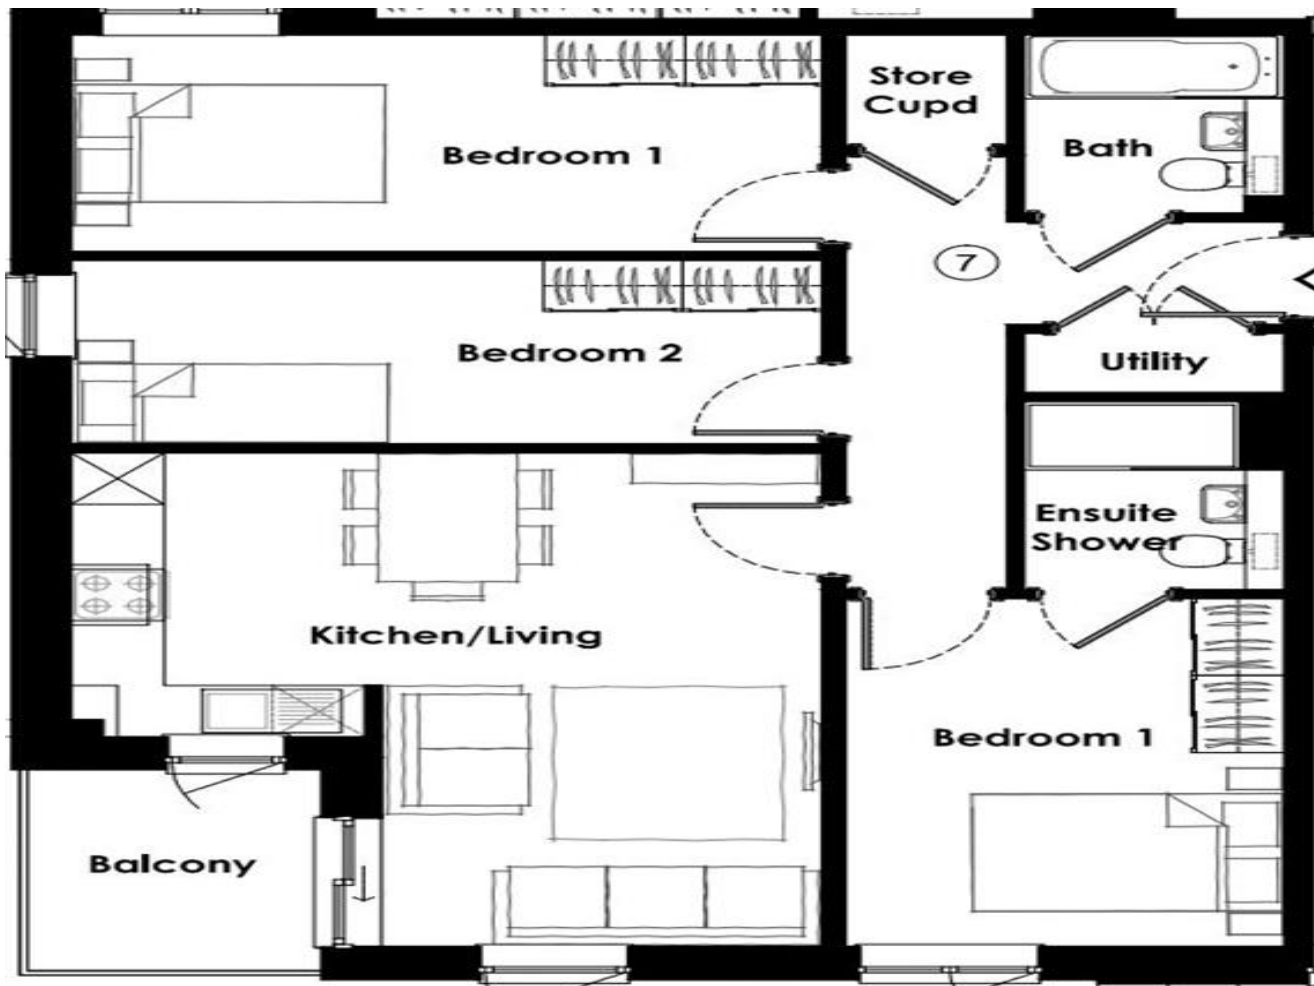 Store
Cupd
Bath
Bedroom 1
7
Bedroom 2
Utility
Ensuite
Shower
Kitchen/Living
Bedroom 1
Balcony